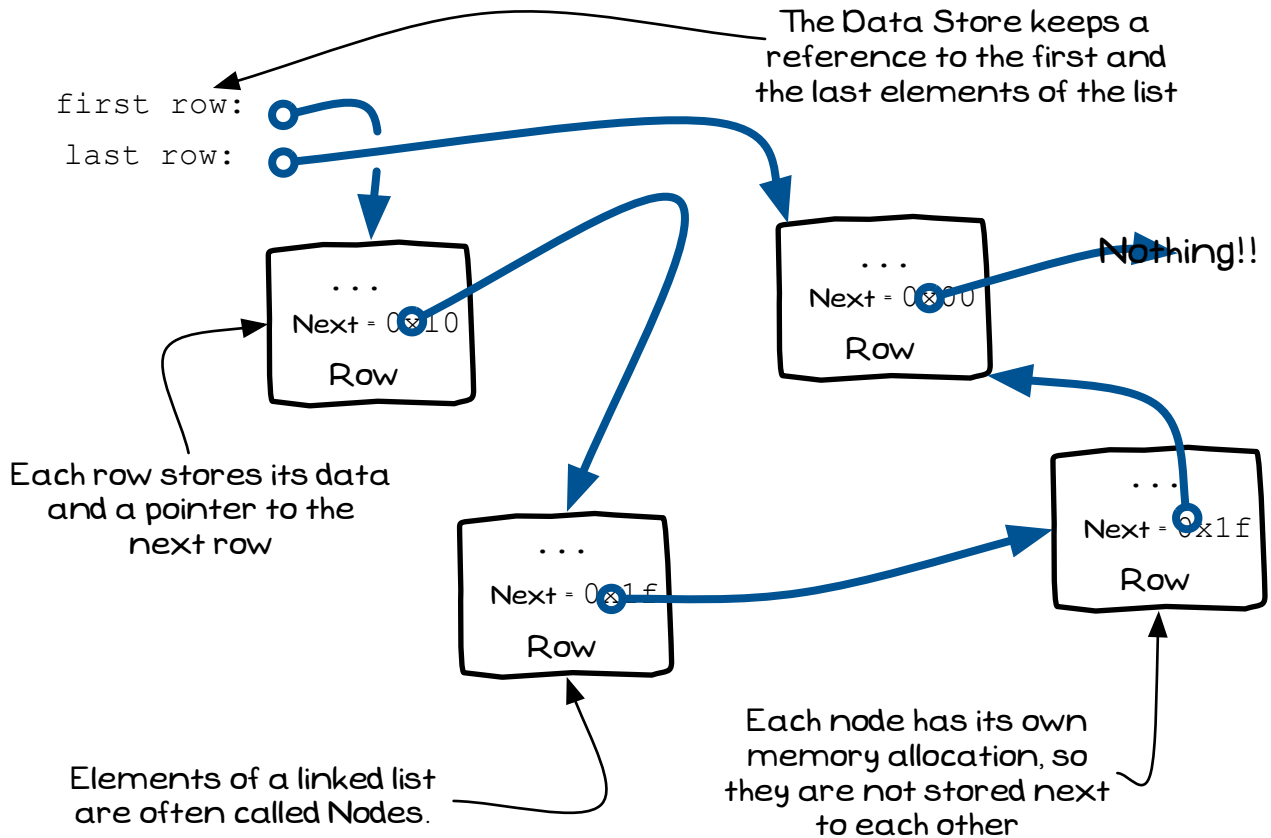 The Data Store keeps a
reference to the first and
the last elements of the list
first row:
last row:
...
Next = 0x10
Row
...
Next = 0x00
Row
Nothing!!
Each row stores its data
and a pointer to the
next row
...
Next = 0x1f
Row
...
Next = 0x1f
Row
Elements of a linked list
are often called Nodes.
Each node has its own
memory allocation, so
they are not stored next
to each other